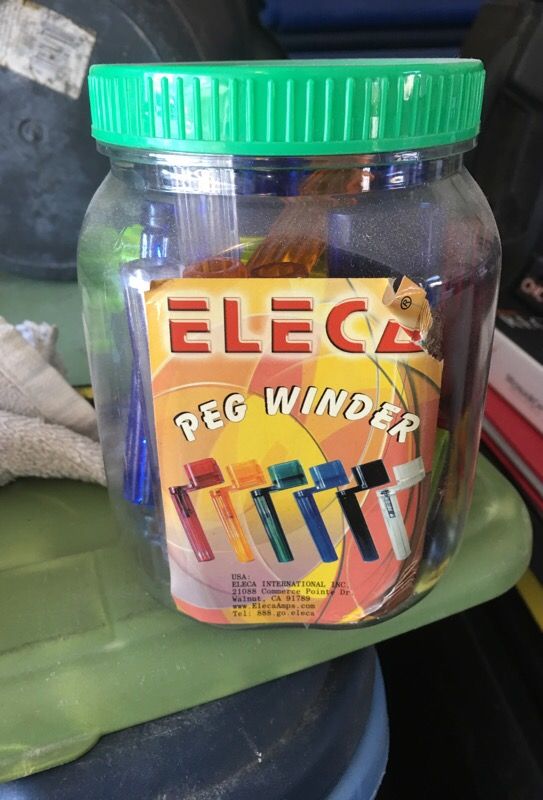 ELECA ®
PEG WINDER
USA:
ELECA INTERNATIONAL INC.
21088 Commerce Pointe Dr.
Walnut, CA 91789
www.ElecaAmps.com
Tel: 888.go.eleca